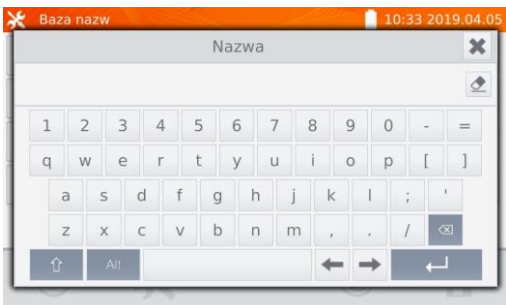 Baza nazw 10:33 2019.04.05
Nazwa
1 2 3 4 5 6 7 8 9 0 - =
q w e r t y u i o p [ ]
a s d f g h j k l ; '
z x c v b n m , . /
Alt